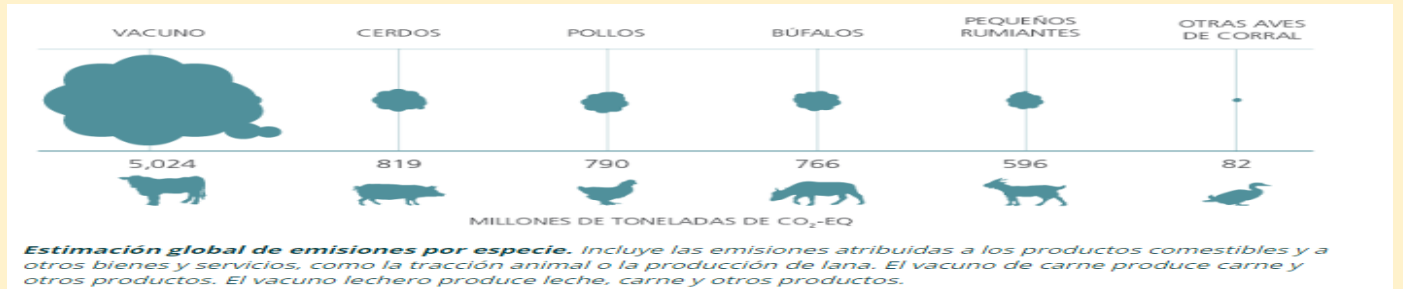 VACUNO
CERDOS
POLLOS
BÚFALOS
PEQUEÑOS
RUMIANTES
OTRAS AVES
DE CORRAL
5,024
819
790
766
596
82
MILLONES DE TONELADAS DE CO₂-EQ
Estimación global de emisiones por especie. Incluye las emisiones atribuidas a los productos comestibles y a
otros bienes y servicios, como la tracción animal o la producción de lana. El vacuno de carne produce carne y
otros productos. El vacuno lechero produce leche, carne y otros productos.